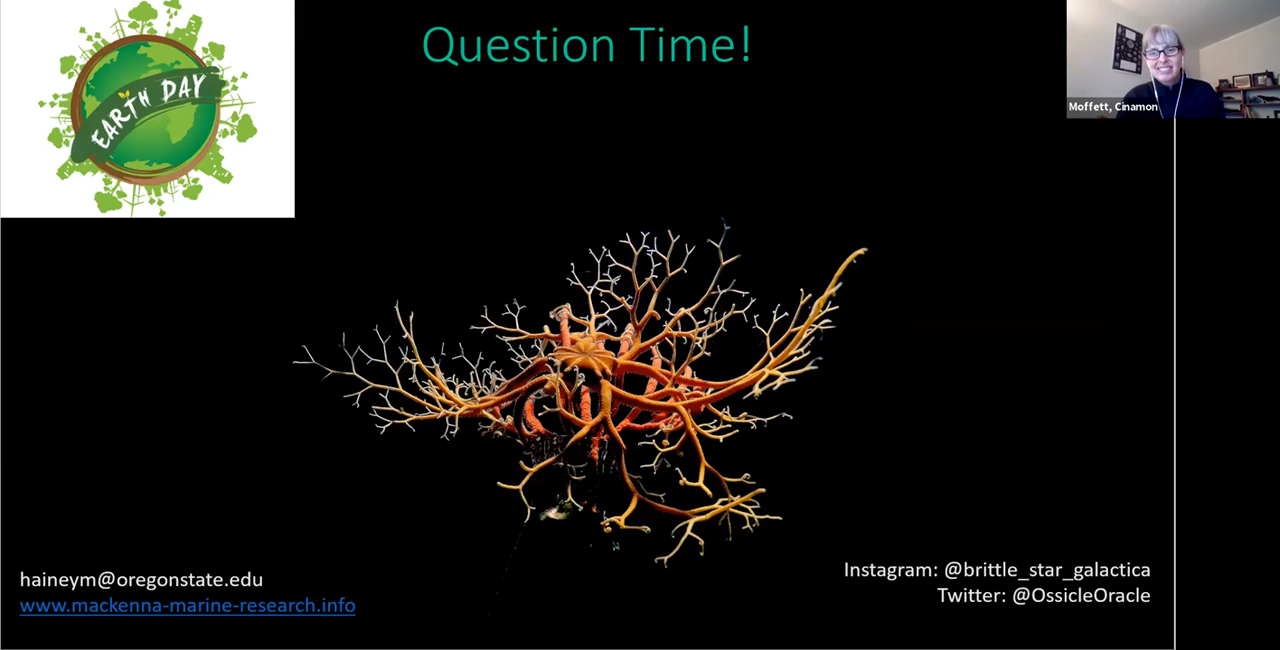 Question Time!
EARTH DAY
Moffett, Cinamon
haineym@oregonstate.edu
www.mackenna-marine-research.info
Instagram: @brittle_star_galactica
Twitter: @OssicleOracle